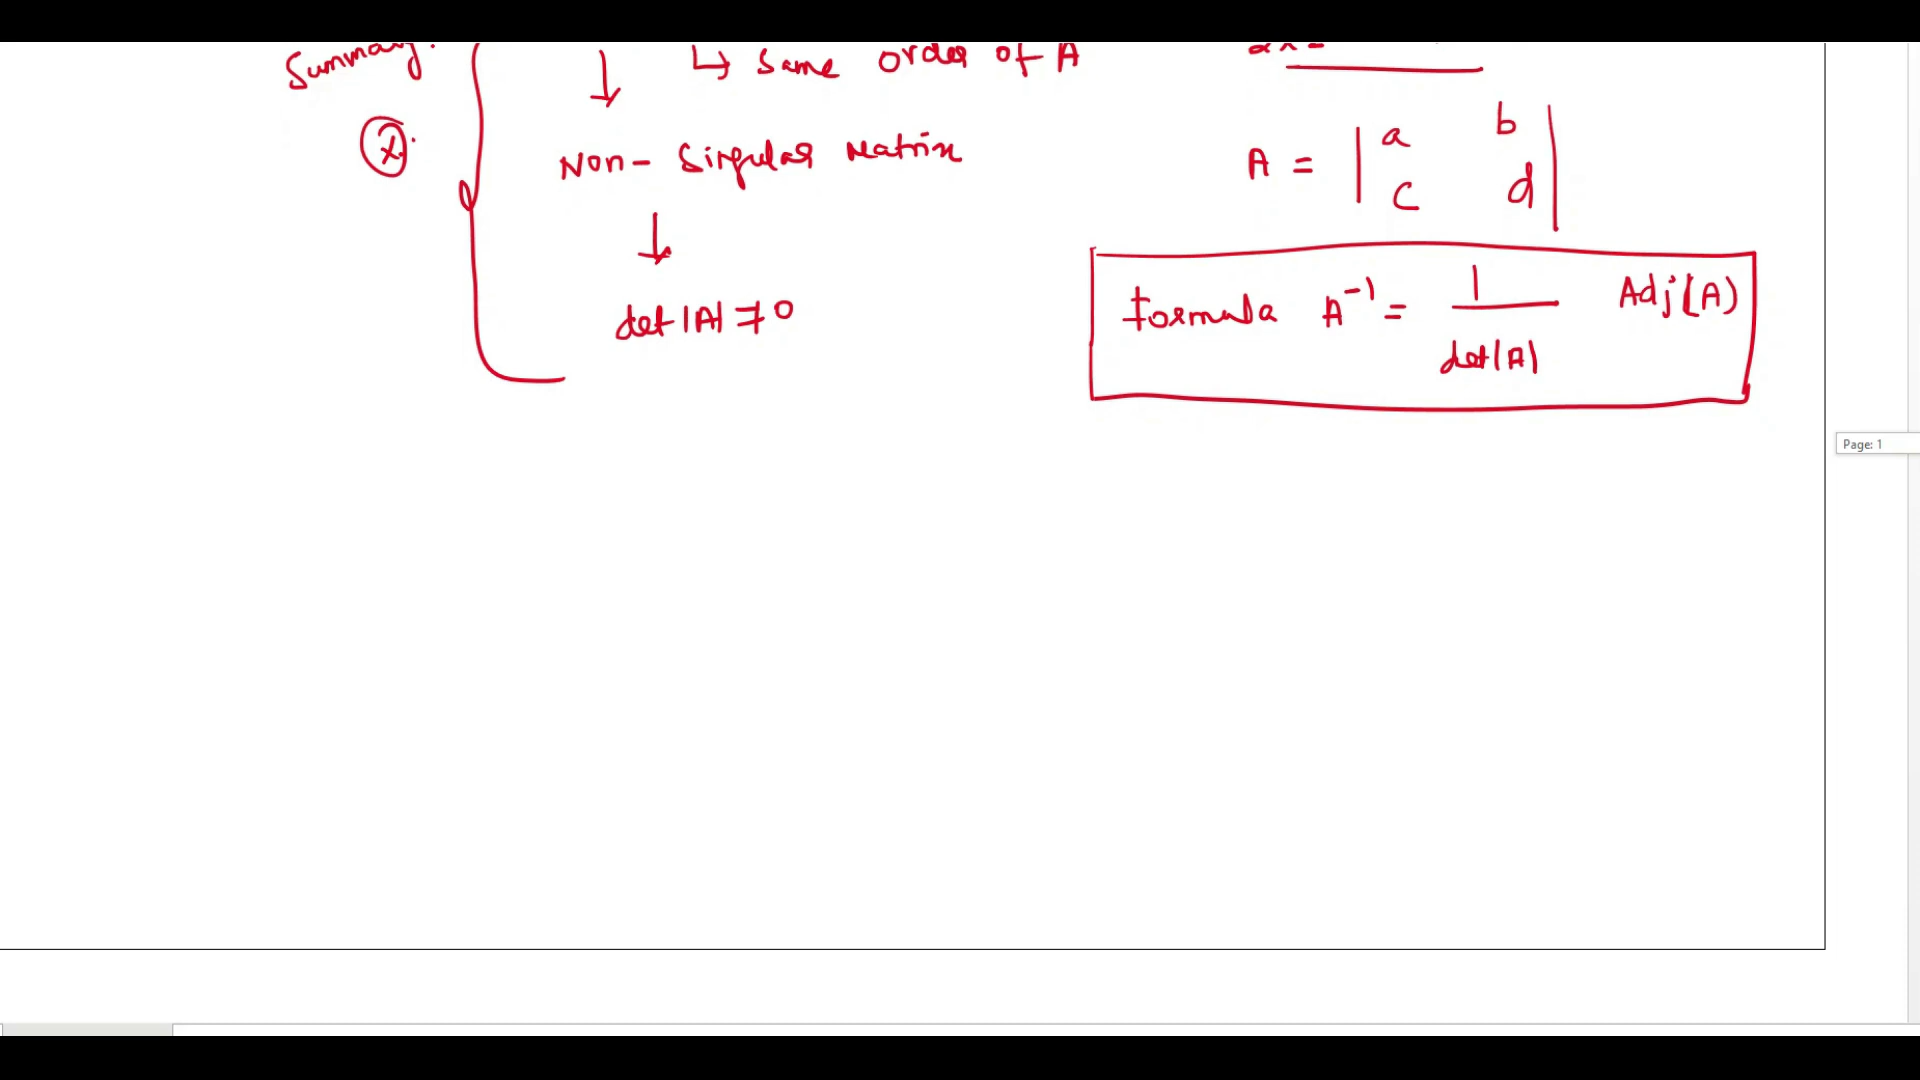 Summary.
↳ Same order of A
Non- Singular Matrix
det |A| ≠ 0
A = | a b
c d |
Formula A⁻¹ = 1 Adj(A)
det|A|
Page: 1